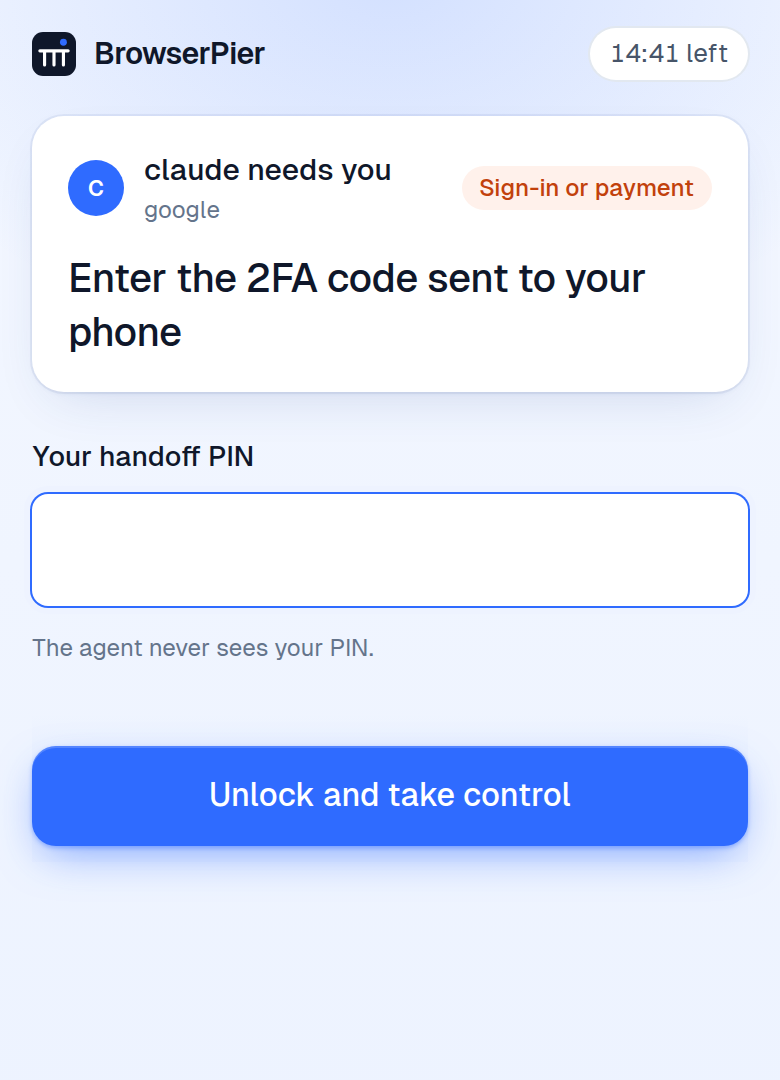 BrowserPier
14:41 left
C
claude needs you
google
Sign-in or payment
Enter the 2FA code sent to your
phone
Your handoff PIN
The agent never sees your PIN.
Unlock and take control